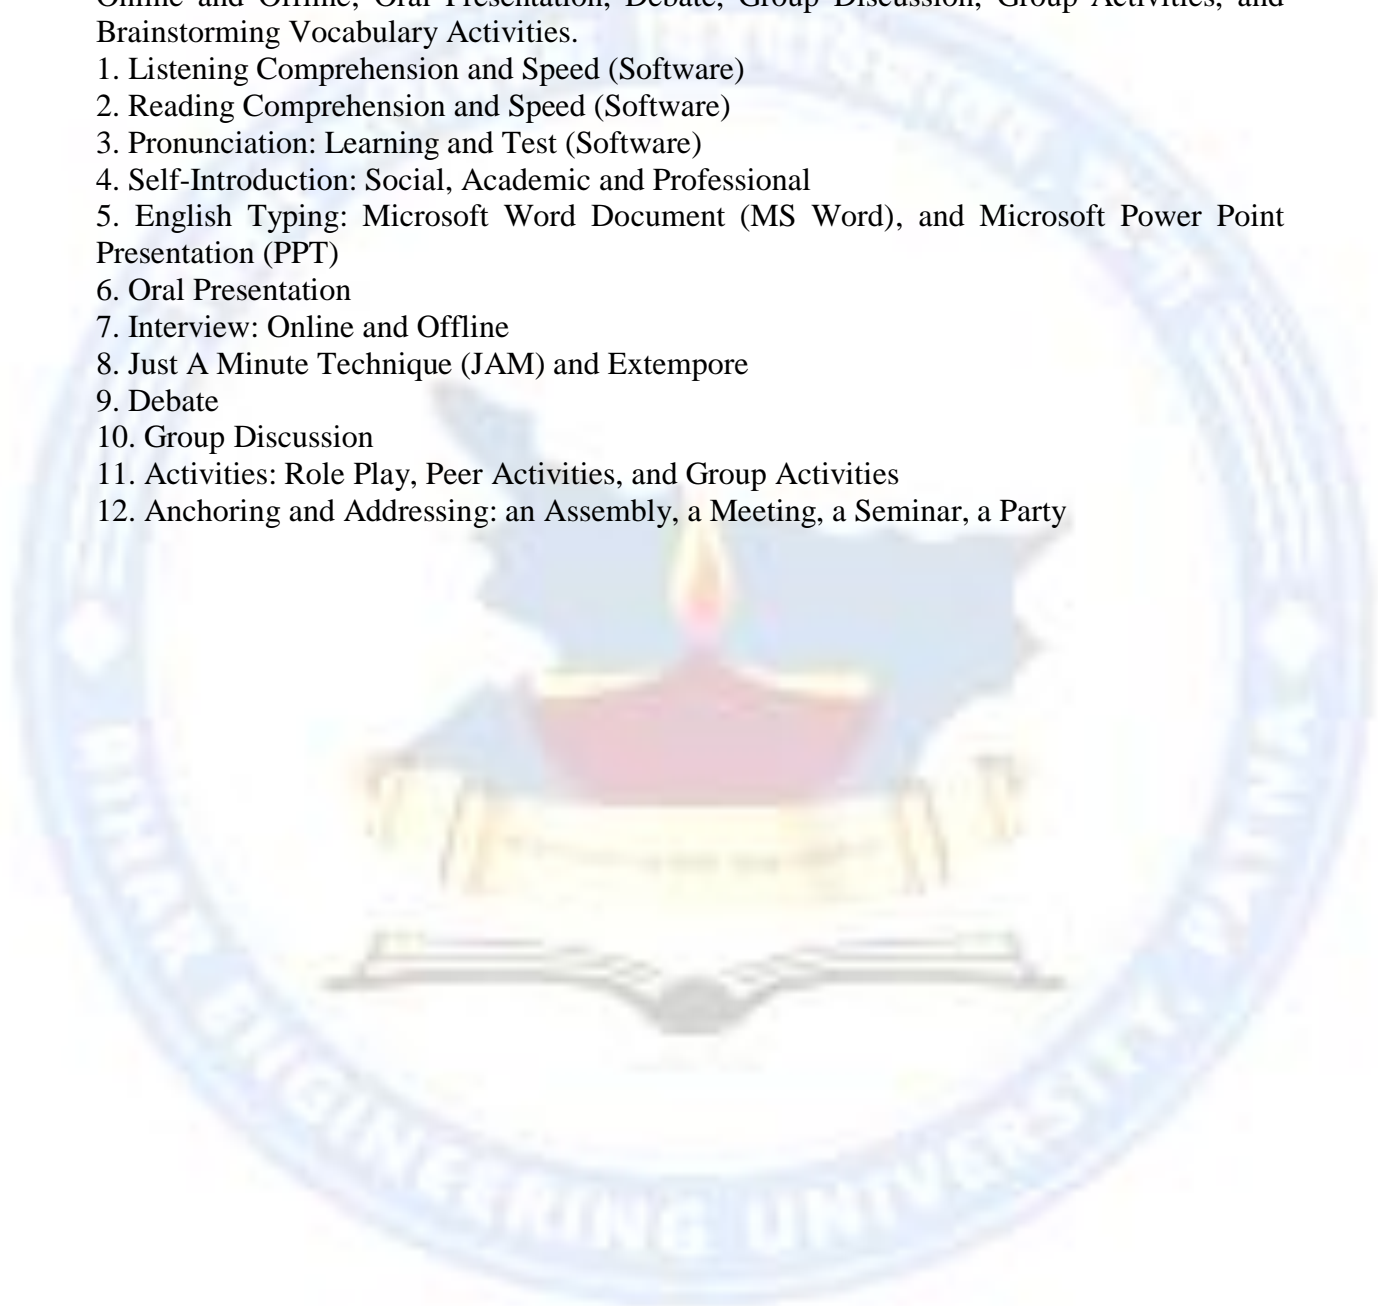 Online and Offline, Oral Presentation, Debate, Group Discussion, Group Activities, and
Brainstorming Vocabulary Activities.
1. Listening Comprehension and Speed (Software)
2. Reading Comprehension and Speed (Software)
3. Pronunciation: Learning and Test (Software)
4. Self-Introduction: Social, Academic and Professional
5. English Typing: Microsoft Word Document (MS Word), and Microsoft Power Point
Presentation (PPT)
6. Oral Presentation
7. Interview: Online and Offline
8. Just A Minute Technique (JAM) and Extempore
9. Debate
10. Group Discussion
11. Activities: Role Play, Peer Activities, and Group Activities
12. Anchoring and Addressing: an Assembly, a Meeting, a Seminar, a Party
BIHAR ENGINEERING UNIVERSITY, PATNA